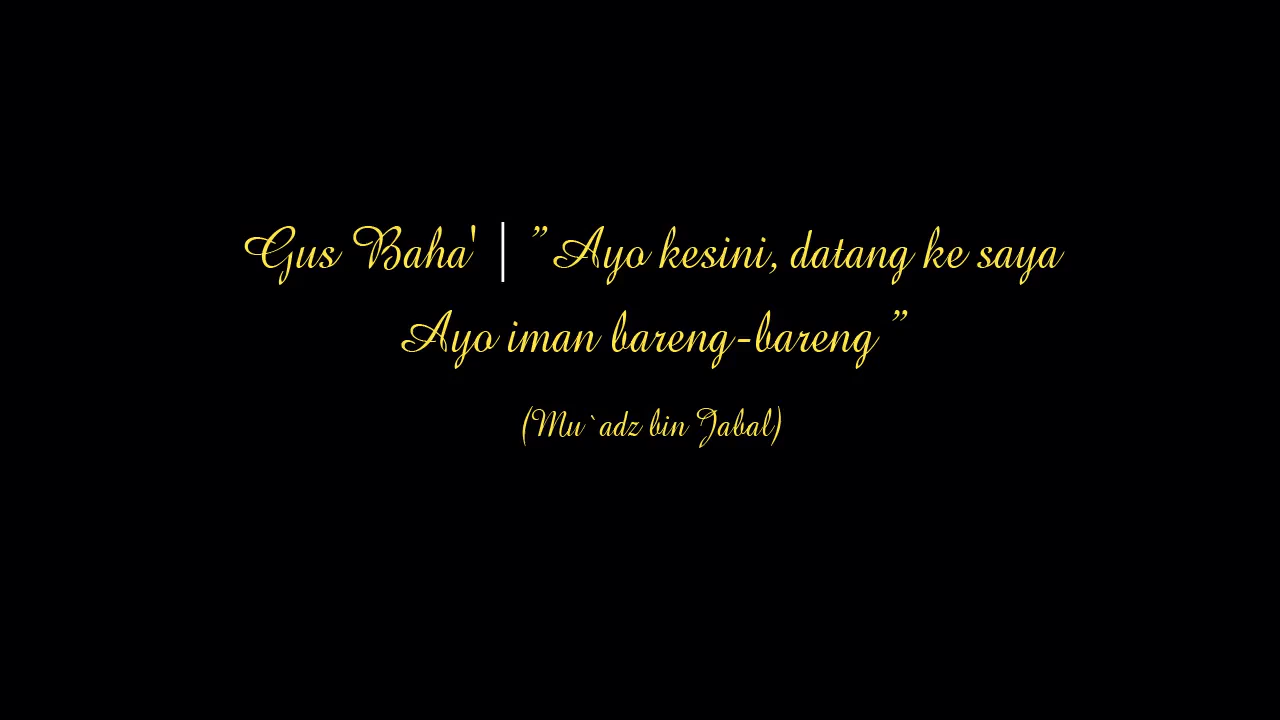 Gus Baha' | "Ayo kesini, datang ke saya
Ayo iman bareng-bareng "
(Mu`adz bin Jabal)